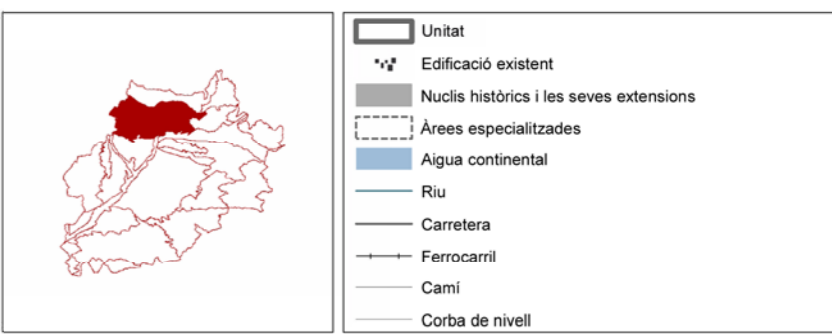 Unitat
Edificació existent
Nuclis històrics i les seves extensions
Àrees especialitzades
Aigua continental
Riu
Carretera
Ferrocarril
Camí
Corba de nivell